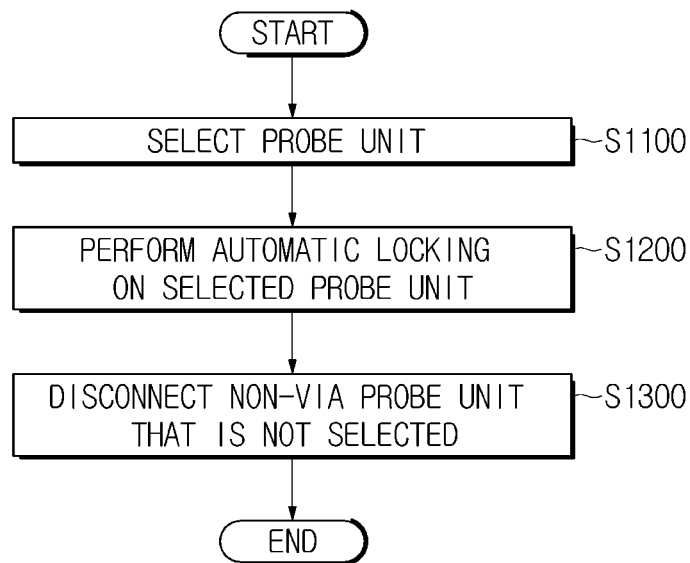 START
SELECT PROBE UNIT
S1100
PERFORM AUTOMATIC LOCKING
ON SELECTED PROBE UNIT
S1200
DISCONNECT NON-VIA PROBE UNIT
THAT IS NOT SELECTED
S1300
END